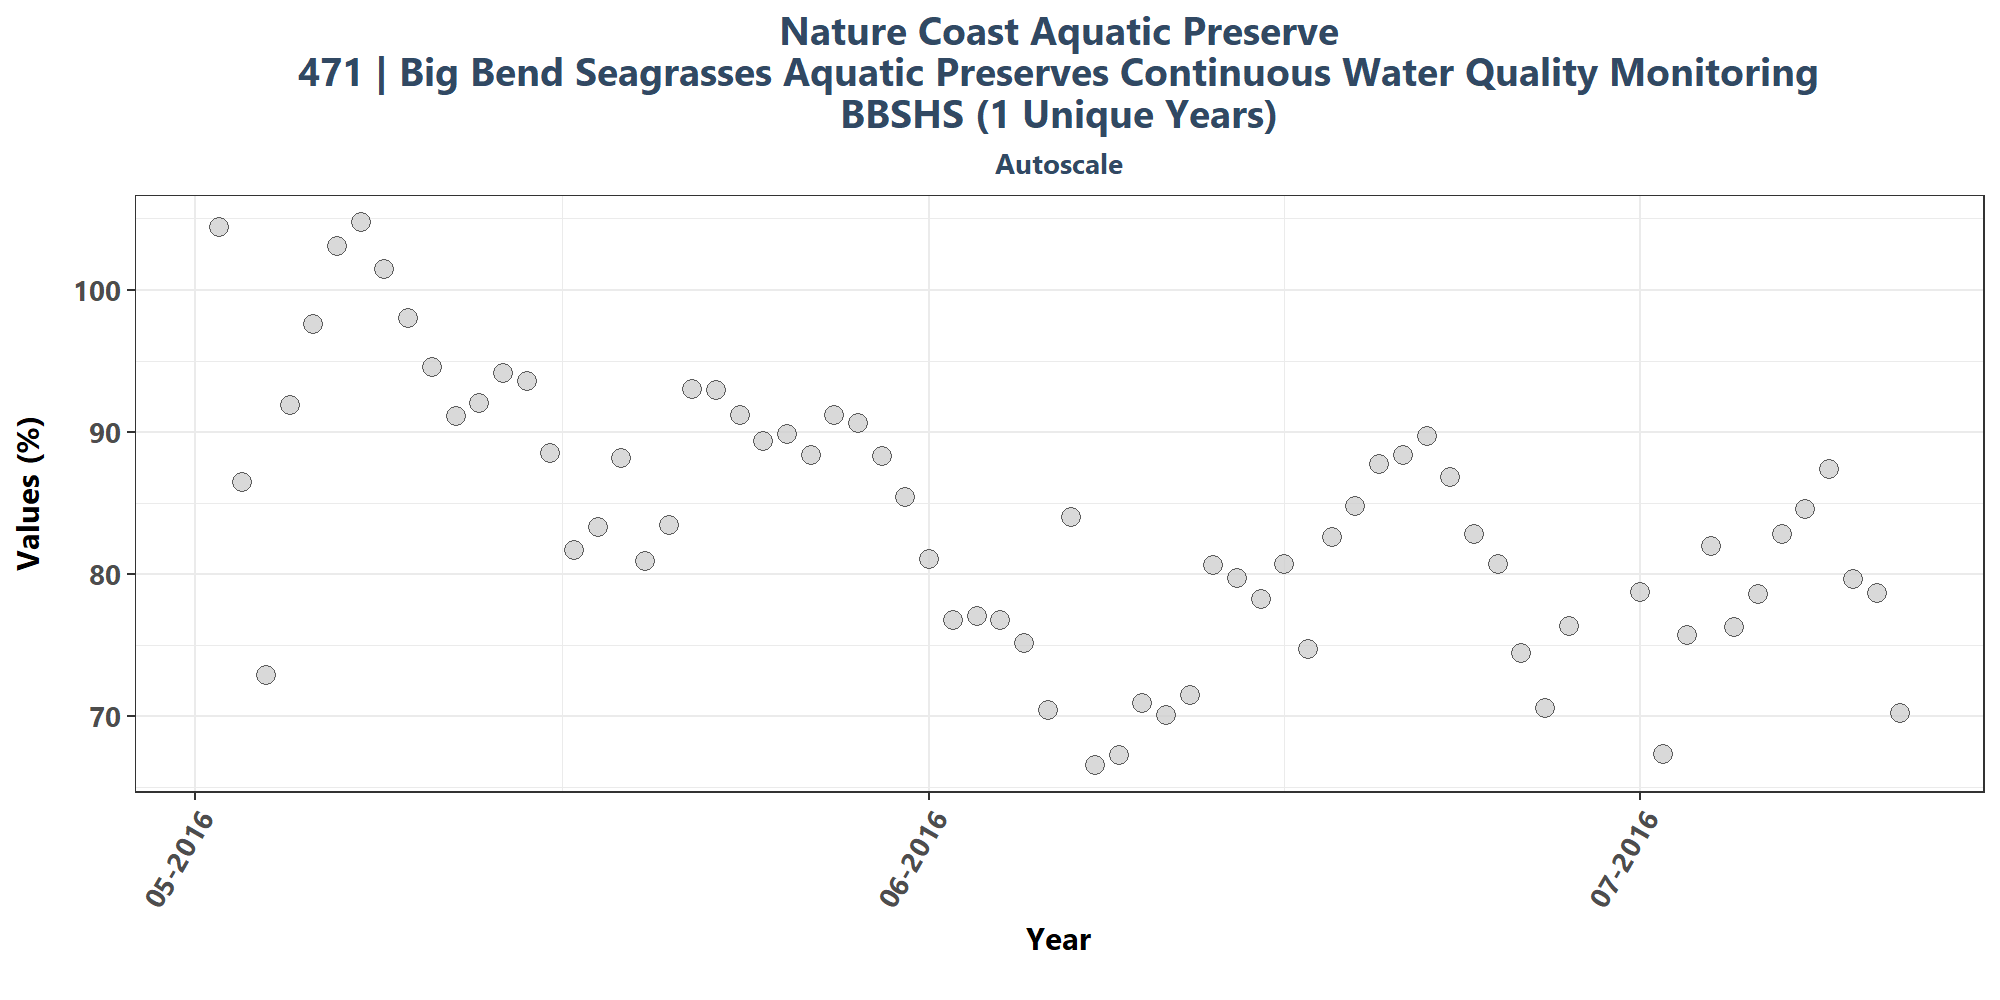 Nature Coast Aquatic Preserve
471 | Big Bend Seagrasses Aquatic Preserves Continuous Water Quality Monitoring
BBSHS (1 Unique Years)
Autoscale
Values (%)
100
90
80
70
05-2016
06-2016
07-2016
Year